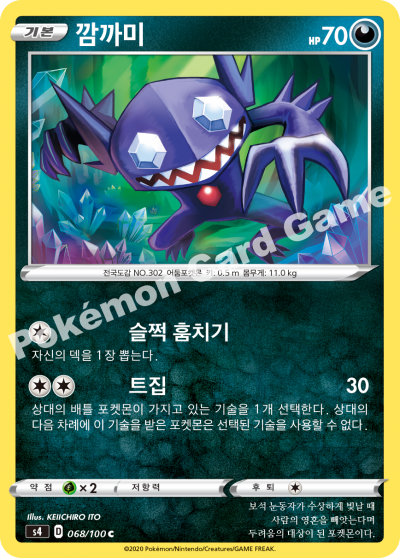 기본 깜까미 HP 70
Pokémon Card Game
전국도감 NO.302 어둠포켓몬 키: 0.5 m 몸무게: 11.0 kg
슬쩍 훔치기
자신의 덱을 1장 뽑는다.
트집 30
상대의 배틀 포켓몬이 가지고 있는 기술을 1개 선택한다. 상대의
다음 차례에 이 기술을 받은 포켓몬은 선택된 기술을 사용할 수 없다.
약점 ×2 저항력 후퇴
Illus. KEIICHIRO ITO
s4 D 068/100 C
보석 눈동자가 수상하게 빛날 때
사람의 영혼을 빼앗는다며
두려움의 대상이 된 포켓몬이다.
©2020 Pokémon/Nintendo/Creatures/GAME FREAK.